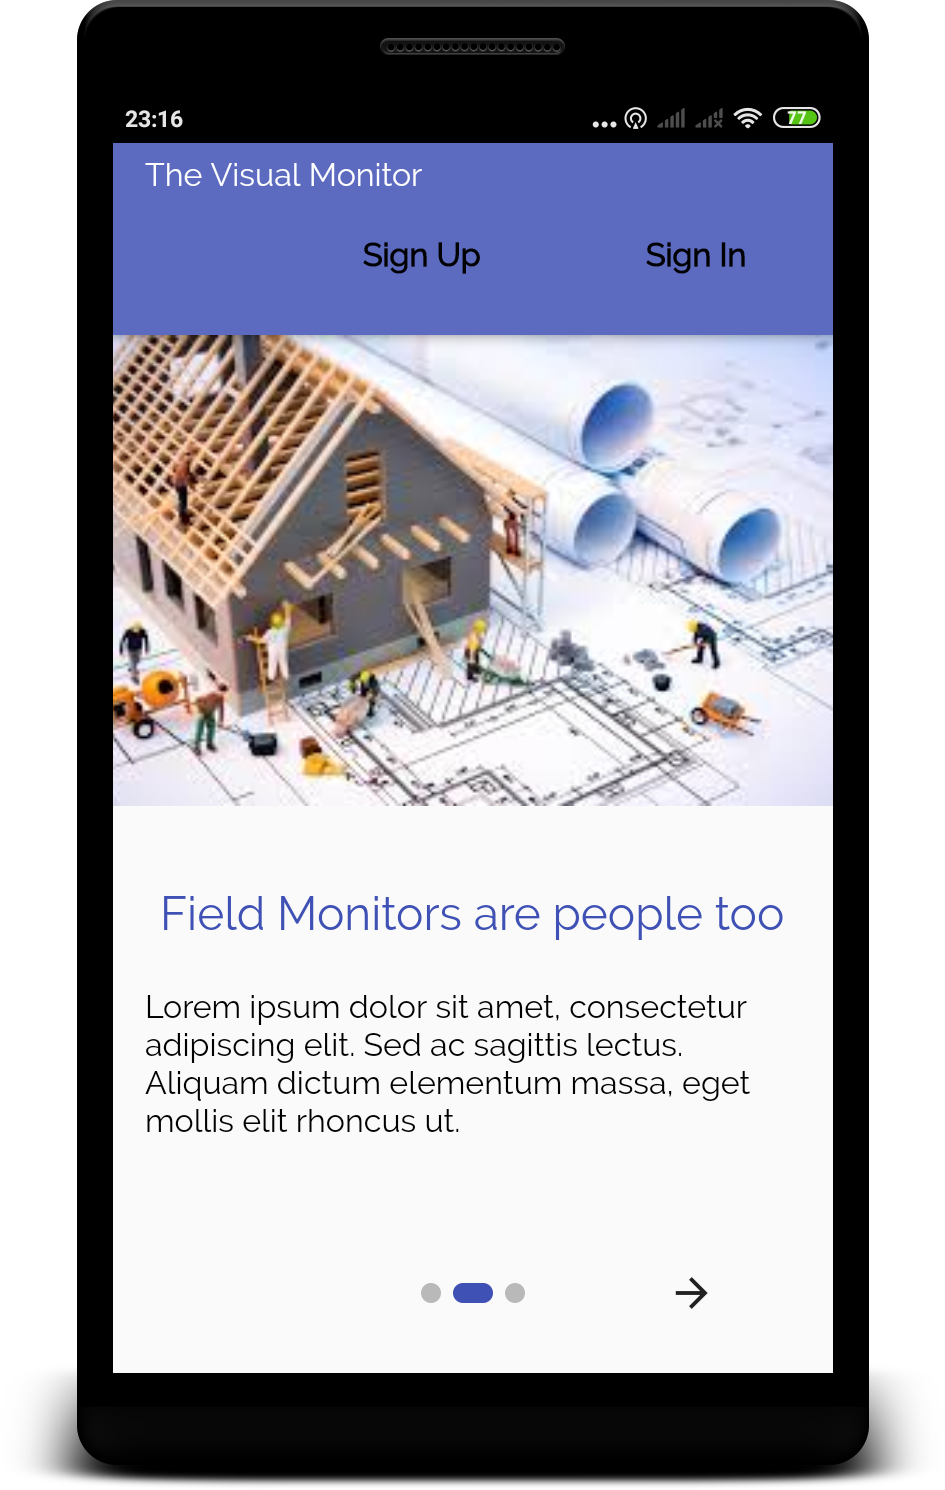 23:16
77
The Visual Monitor
Sign Up
Sign In
Field Monitors are people too
Lorem ipsum dolor sit amet, consectetur
adipiscing elit. Sed ac sagittis lectus.
Aliquam dictum elementum massa, eget
mollis elit rhoncus ut.